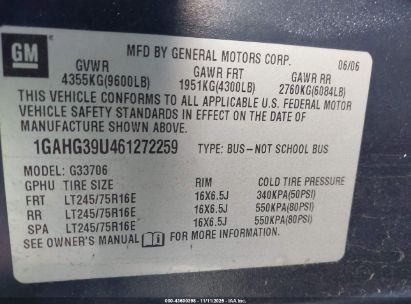 GM
MFD BY GENERAL MOTORS CORP. 06/06
GVWR GAWR FRT GAWR RR
4355KG(9600LB) 1951KG(4300LB) 2760KG(6084LB)
THIS VEHICLE CONFORMS TO ALL APPLICABLE U.S. FEDERAL MOTOR
VEHICLE SAFETY STANDARDS IN EFFECT ON THE DATE OF
MANUFACTURE SHOWN ABOVE.
1GAHG39U461272259 TYPE: BUS–NOT SCHOOL BUS
MODEL: G33706
GPHU TIRE SIZE RIM COLD TIRE PRESSURE
FRT LT245/75R16E 16X6.5J 340KPA(50PSI)
RR LT245/75R16E 16X6.5J 550KPA(80PSI)
SPA LT245/75R16E 16X6.5J 550KPA(80PSI)
SEE OWNER'S MANUAL FOR MORE INFORMATION.